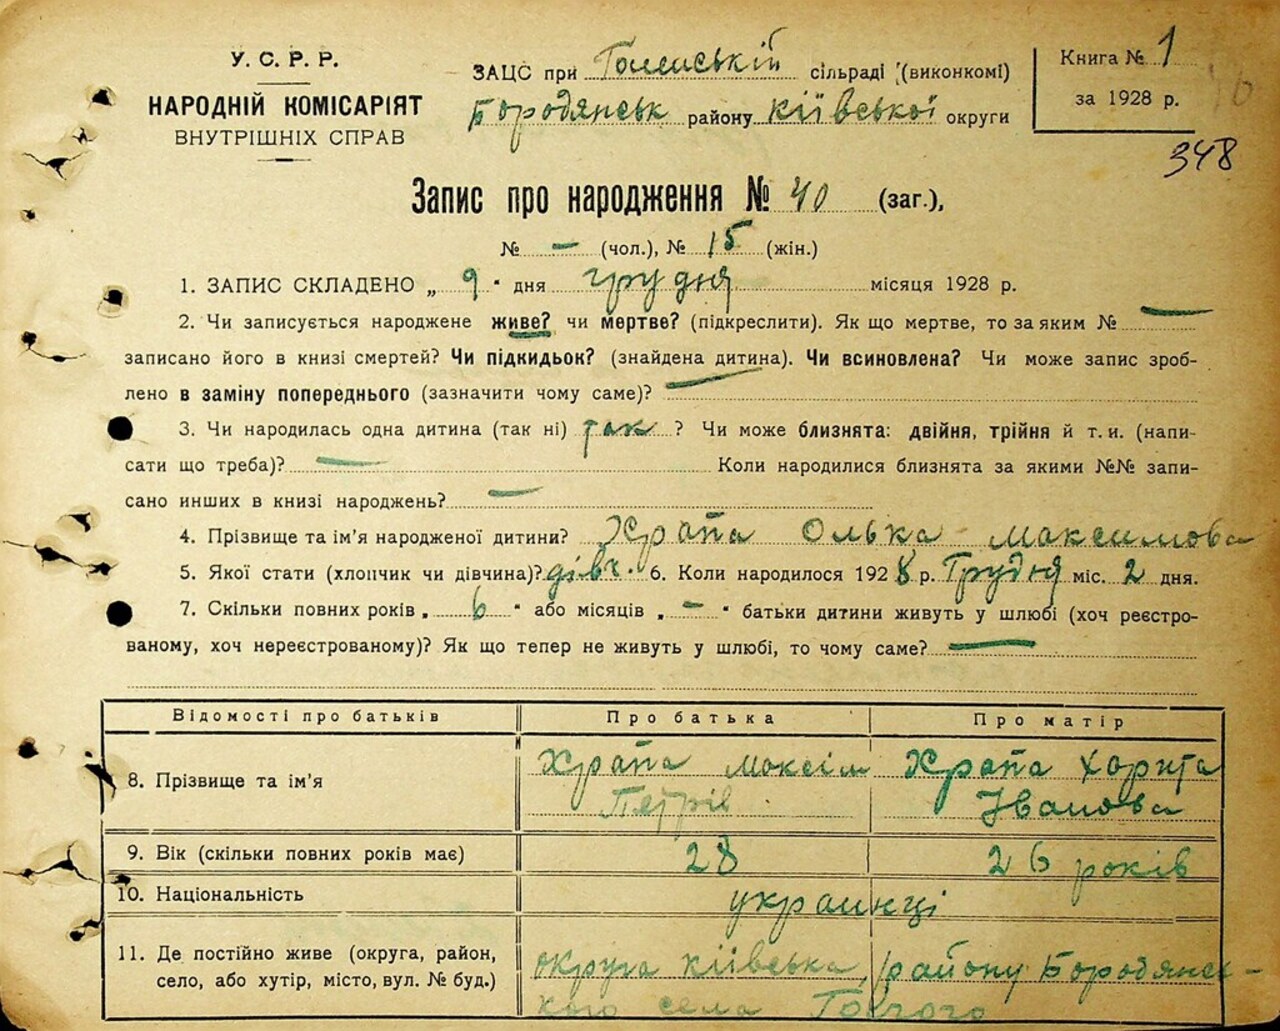 У. С. Р. Р.
НАРОДНІЙ КОМІСАРІЯТ
ВНУТРІШНІХ СПРАВ
ЗАЦС при сільраді (виконкомі)
Бородянськ району Київської округи
Книга № 1
за 1928 р.
348
Запис про народження № 40 (заг.),
№ – (чол.), № 15 (жін.)
1. ЗАПИС СКЛАДЕНО „ 9 " дня грудня місяця 1928 р.
2. Чи записується народжене живе? чи мертве? (підкреслити). Як що мертве, то за яким № —
записано його в книзі смертей? Чи підкидьок? (знайдена дитина). Чи всиновлена? Чи може запис зроб-
лено в заміну попереднього (зазначити чому саме)? —
3. Чи народилась одна дитина (так ні) так ? Чи може близнята: двійня, трійня й т. и. (напи-
сати що треба)? — Коли народилися близнята за якими №№ запи-
сано инших в книзі народжень? —
4. Прізвище та ім'я народженої дитини? Храпа Олька Максимова
5. Якої стати (хлопчик чи дівчина)? дівч. 6. Коли народилося 1928 р. Грудня міс. 2 дня.
7. Скільки повних років „ 6 " або місяців „ – " батьки дитини живуть у шлюбі (хоч реєстро-
ваному, хоч нереєстрованому)? Як що тепер не живуть у шлюбі, то чому саме? —
Відомості про батьків Про батька Про матір
8. Прізвище та ім'я Храпа Максім Храпа Хорита
Петрів Іванова
9. Вік (скільки повних років має) 28 26 років
10. Національність украинці
11. Де постійно живе (округа, район, округа Київська, району Бородянсь-
село, або хутір, місто, вул. № буд.) кого села